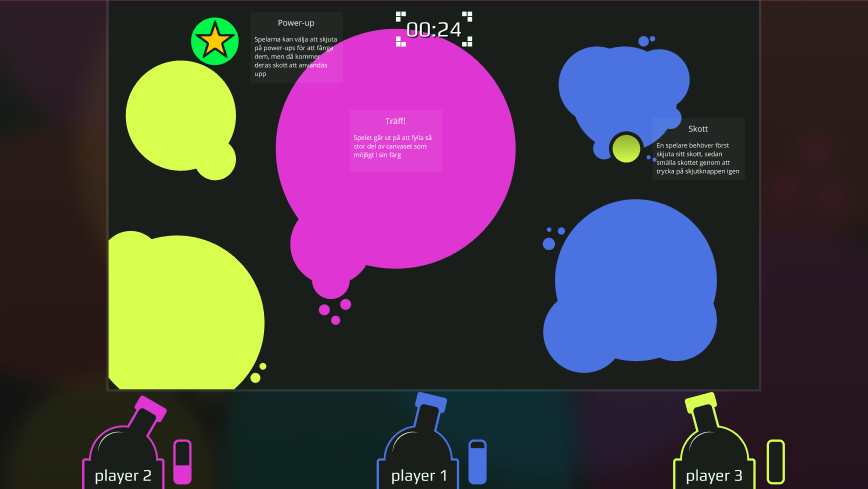 00:24
Power-up
Spelarna kan välja att skjuta
på power-ups för att fånga
dem, men då kommer
deras skott att användas
upp
Träff!
Spelet går ut på att fylla så
stor del av canvaset som
möjligt i sin färg
Skott
En spelare behöver först
skjuta sitt skott, sedan
smälla skottet genom att
trycka på skjutknappen igen
player 2
player 1
player 3